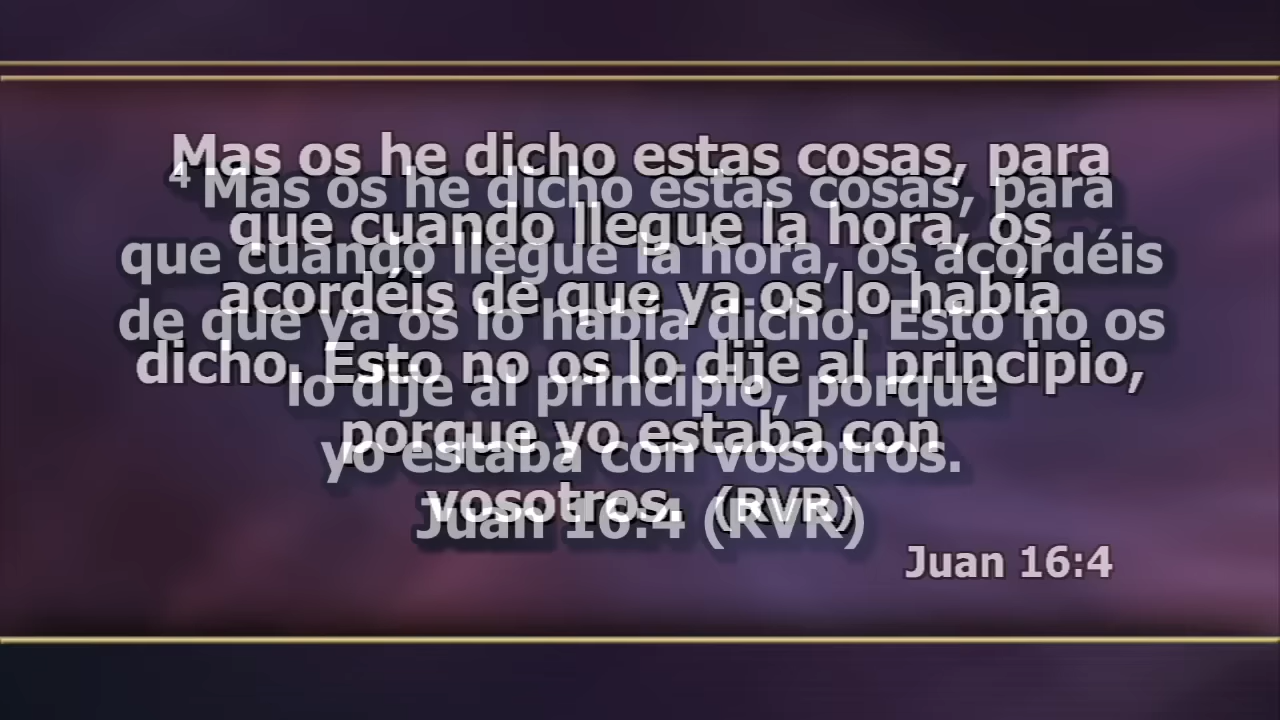 Mas os he dicho estas cosas, para
que cuando llegue la hora, os
acordéis de que ya os lo había
dicho. Esto no os lo dije al principio,
porque yo estaba con
vosotros. (RVR)
Juan 16:4
4 Mas os he dicho estas cosas, para
que cuando llegue la hora, os acordéis
de que ya os lo había dicho. Esto no os
lo dije al principio, porque
yo estaba con vosotros.
Juan 16:4 (RVR)